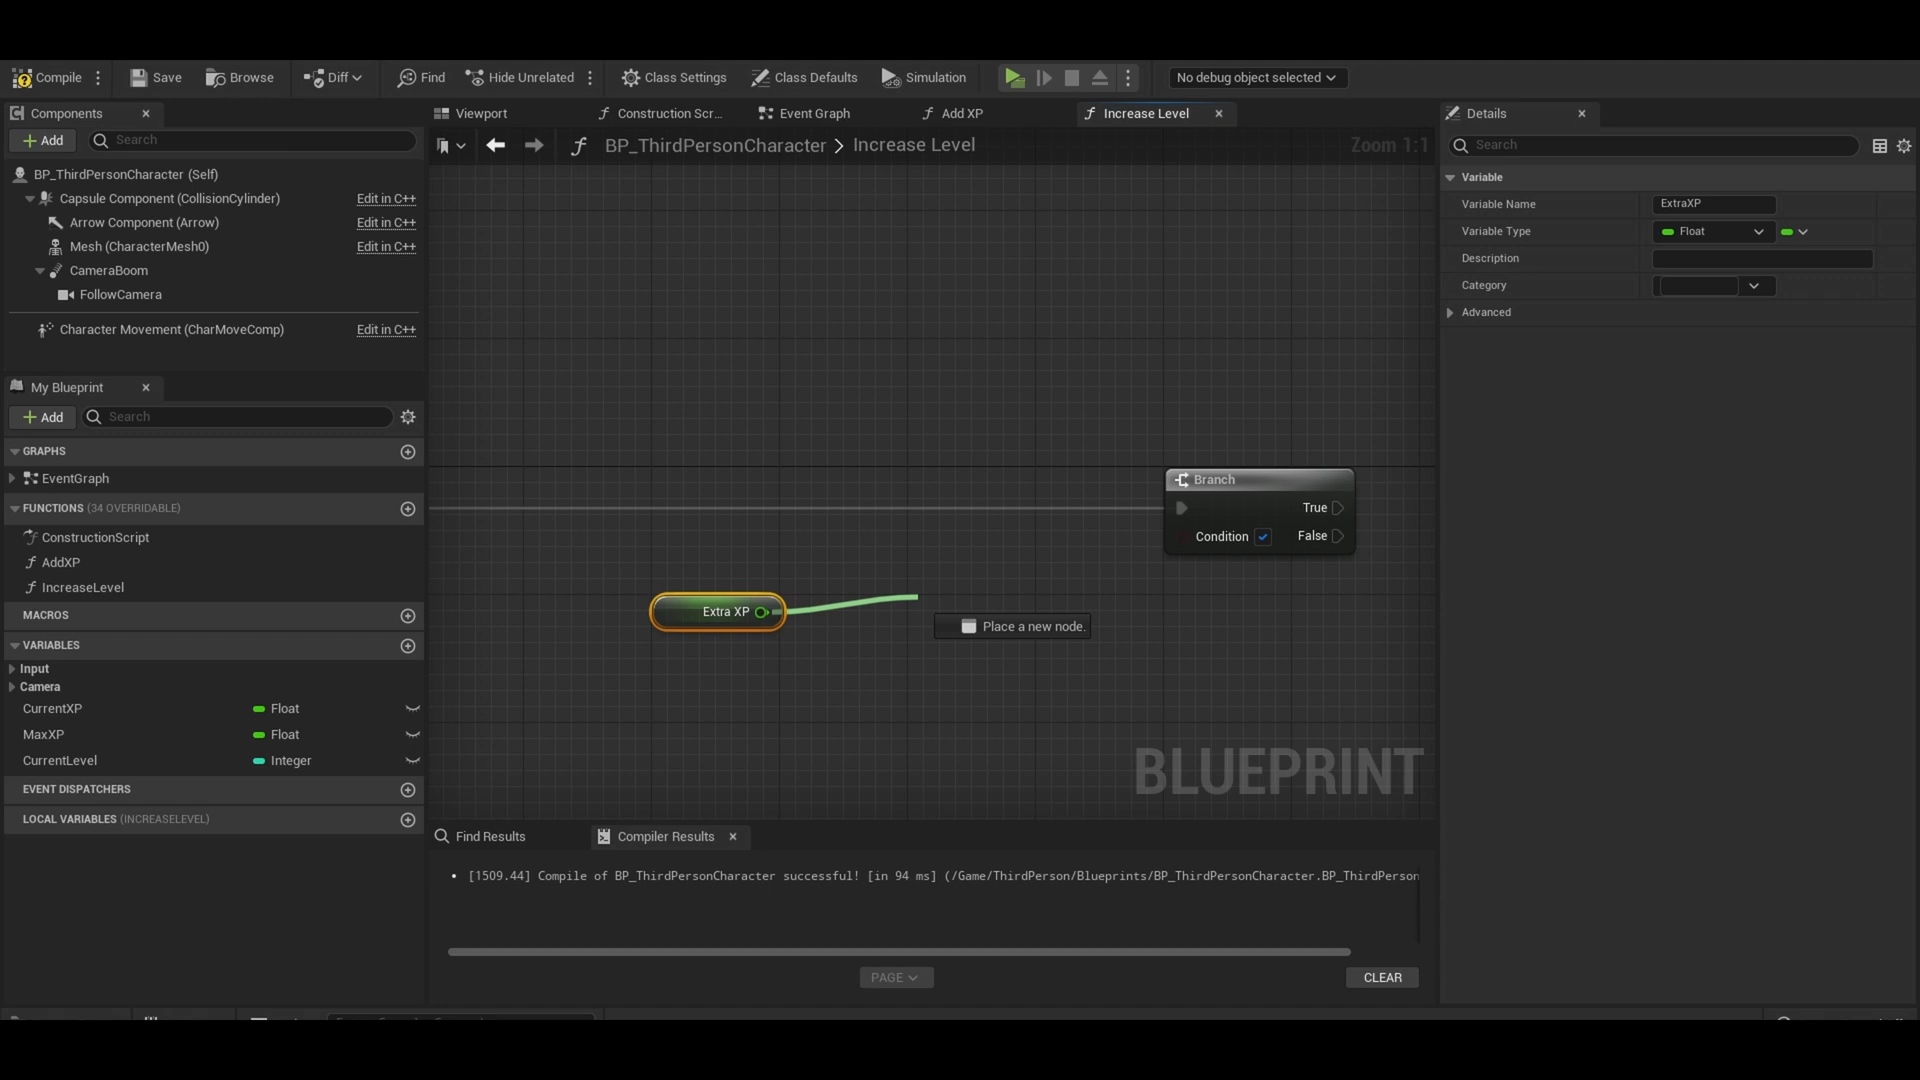 Compile
Save
Browse
Diff
Find
Hide Unrelated
Class Settings
Class Defaults
Simulation
No debug object selected
Components
Viewport
Construction Scr...
Event Graph
Add XP
Increase Level
Details
Add
Search
BP_ThirdPersonCharacter > Increase Level
Zoom 1:1
Search
BP_ThirdPersonCharacter (Self)
Capsule Component (CollisionCylinder)
Edit in C++
Arrow Component (Arrow)
Edit in C++
Mesh (CharacterMesh0)
Edit in C++
CameraBoom
FollowCamera
Character Movement (CharMoveComp)
Edit in C++
Variable
Variable Name
ExtraXP
Variable Type
Float
Description
Category
Advanced
My Blueprint
Add
Search
GRAPHS
EventGraph
FUNCTIONS (34 OVERRIDABLE)
ConstructionScript
AddXP
IncreaseLevel
MACROS
VARIABLES
Input
Camera
CurrentXP
Float
MaxXP
Float
CurrentLevel
Integer
EVENT DISPATCHERS
LOCAL VARIABLES (INCREASELEVEL)
Branch
True
Condition
False
Extra XP
Place a new node.
BLUEPRINT
Find Results
Compiler Results
[1509.44] Compile of BP_ThirdPersonCharacter successful! [in 94 ms] (/Game/ThirdPerson/Blueprints/BP_ThirdPersonCharacter.BP_ThirdPerson
PAGE
CLEAR